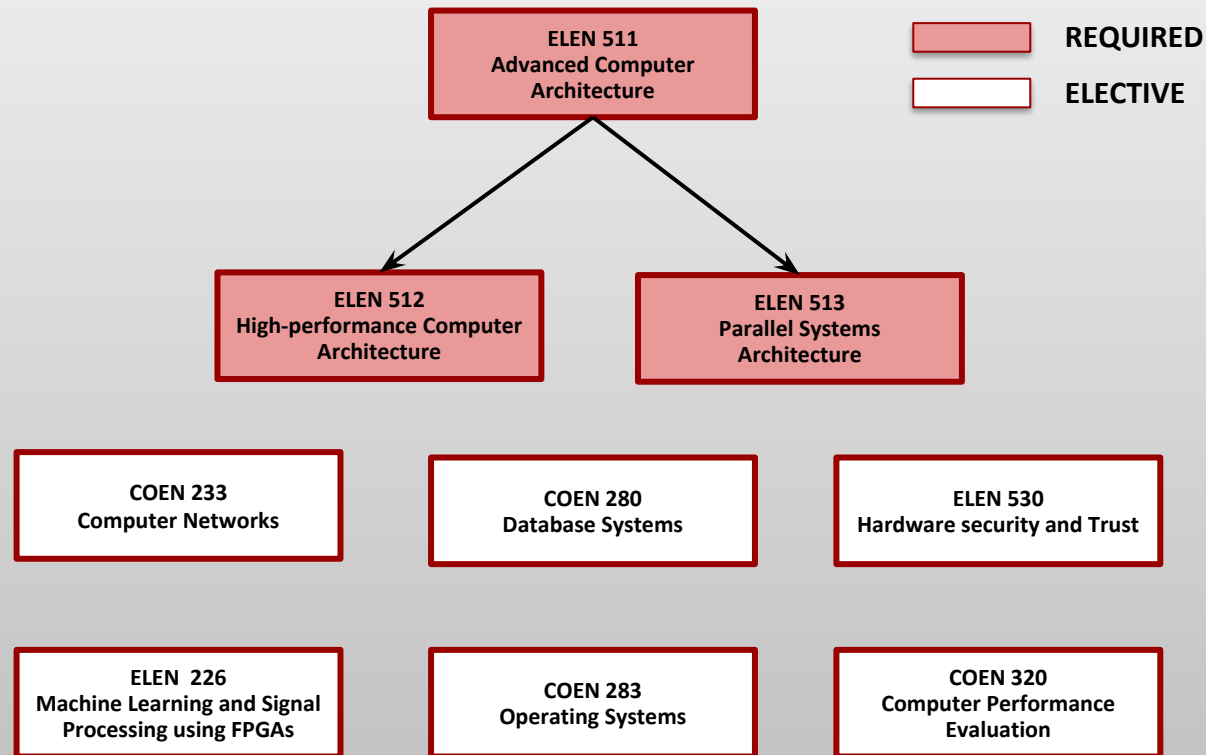 ELEN 511
Advanced Computer
Architecture
REQUIRED
ELECTIVE
ELEN 512
High-performance Computer
Architecture
ELEN 513
Parallel Systems
Architecture
COEN 233
Computer Networks
COEN 280
Database Systems
ELEN 530
Hardware security and Trust
ELEN  226
Machine Learning and Signal
Processing using FPGAs
COEN 283
Operating Systems
COEN 320
Computer Performance
Evaluation